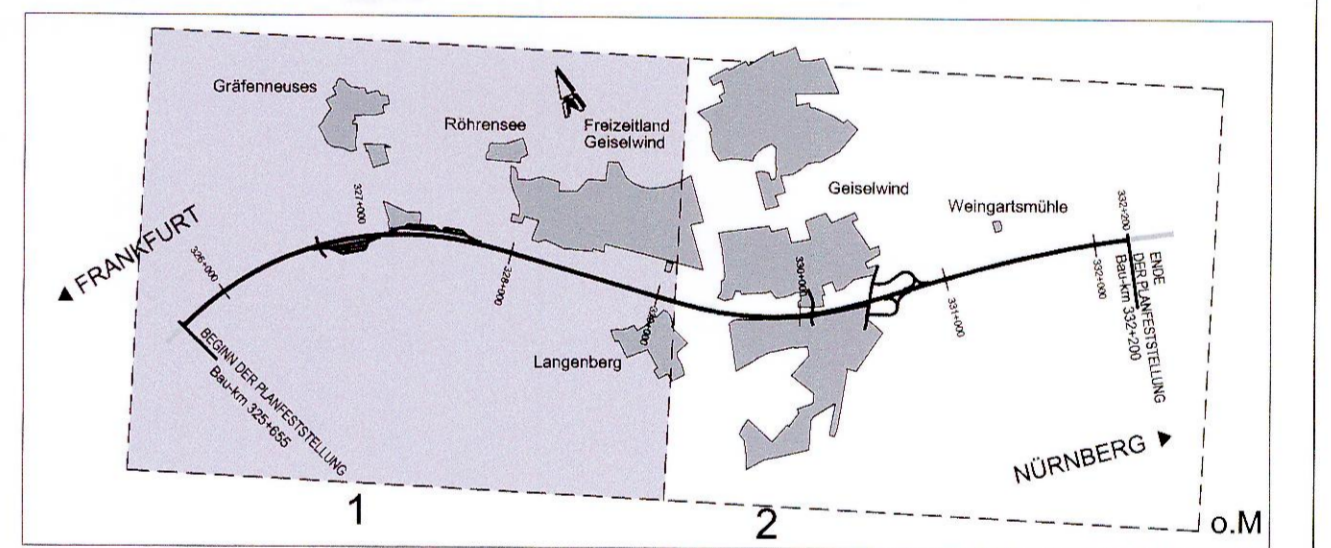 Gräfenneuses
Röhrensee
Freizeitland
Geiselwind
Geiselwind
Weingartsmühle
◄ FRANKFURT
326+000
327+000
328+000
Langenberg
330+000
331+000
332+000
332+200
BEGINN DER PLANFESTSTELLUNG
Bau-km 325+655
ENDE
DER PLANFESTSTELLUNG
Bau-km 332+200
NÜRNBERG ►
1
2
o.M